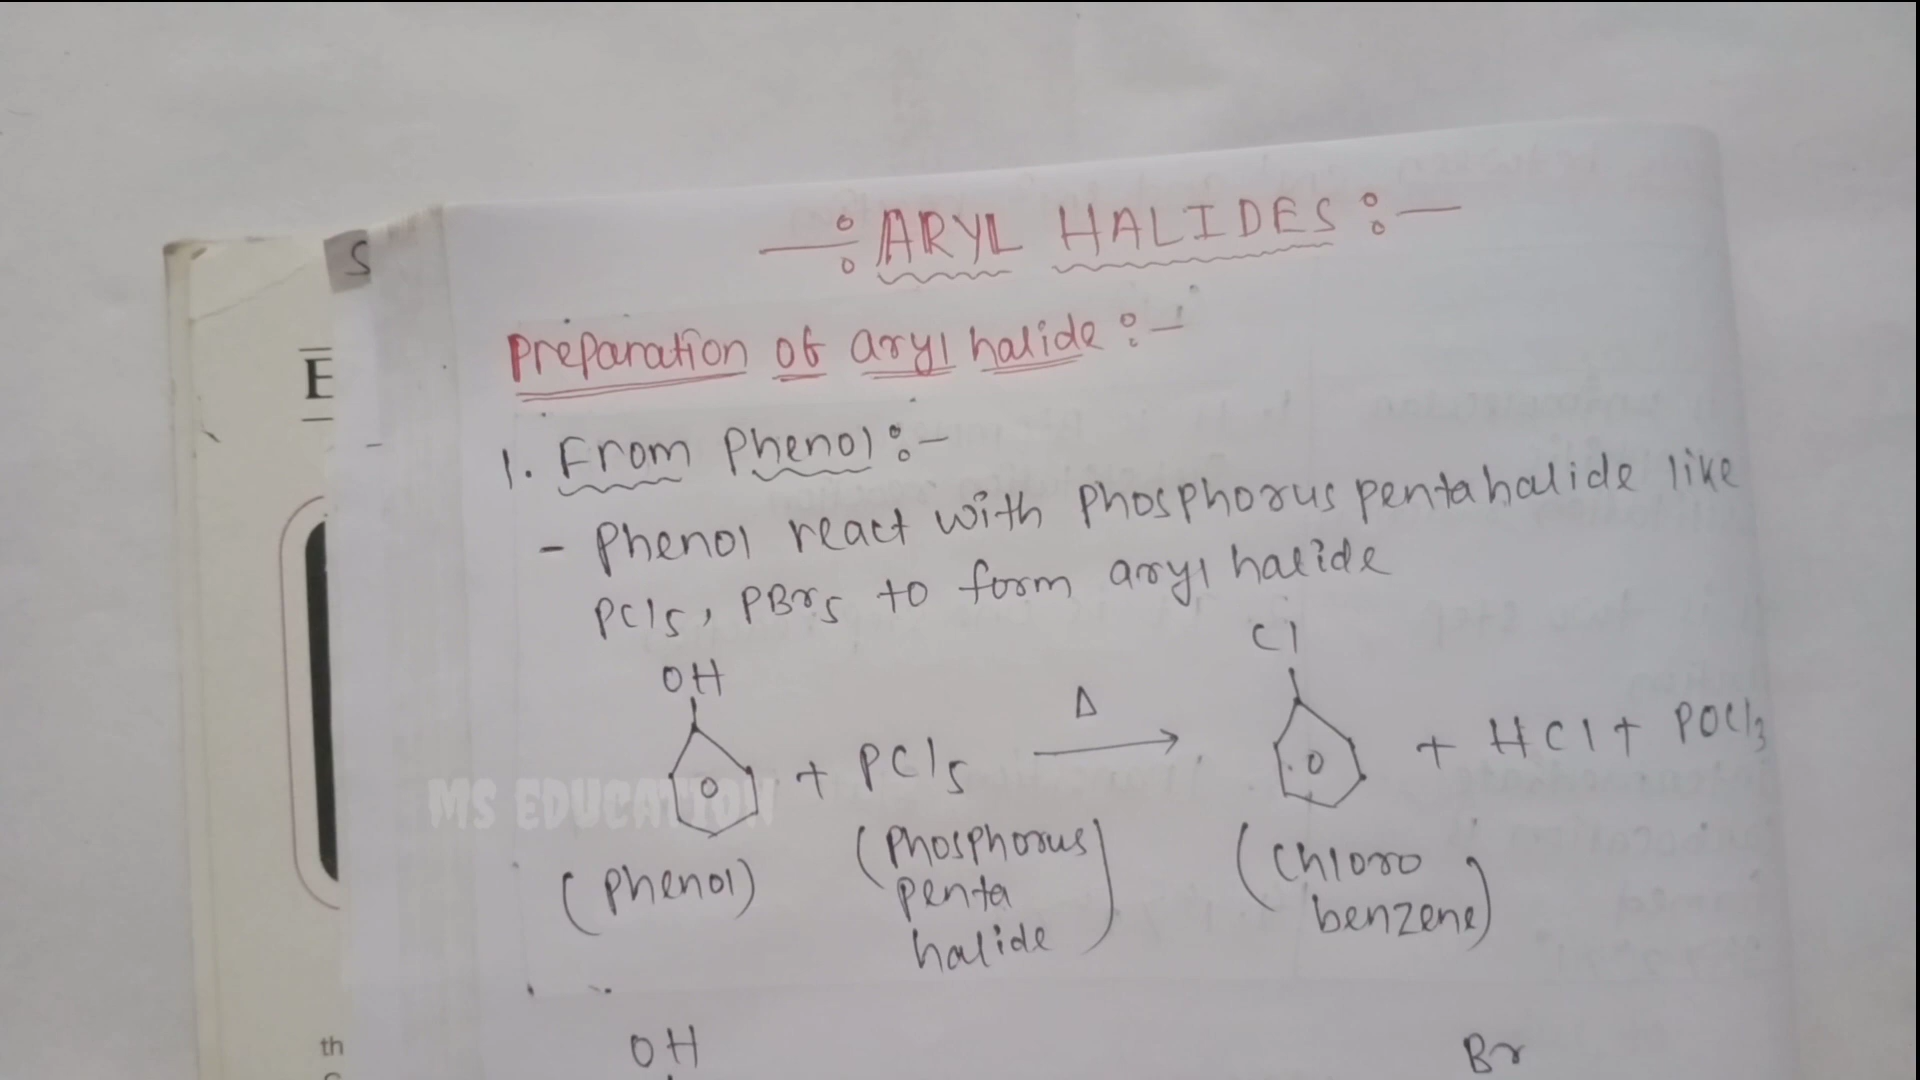 —: ARYL HALIDES :—
S
Preparation of aryl halide :-
E
1. From Phenol :-
- Phenol react with Phosphorus pentahalide like
PCl5, PBr5 to form aryl halide
OH
Cl
+ PCl5
Δ
+ HCl + POCl3
MS EDUCATION
(Phenol)
(Phosphorus
penta
halide)
(Chloro
benzene)
OH
Br
th